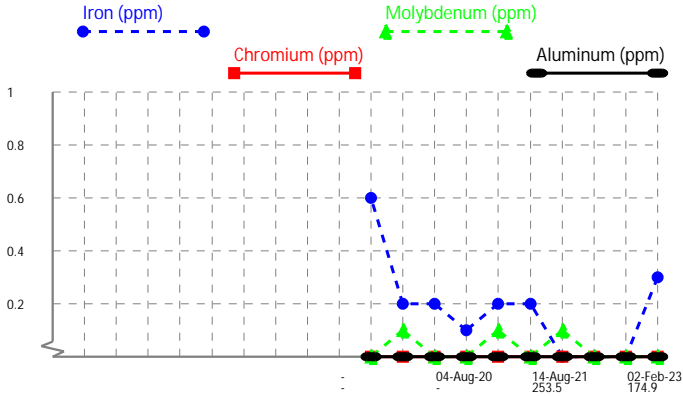 Iron (ppm) Molybdenum (ppm)
Chromium (ppm) Aluminum (ppm)
1
0.8
0.6
0.4
0.2
- 04-Aug-20 14-Aug-21 02-Feb-23
- - 253.5 174.9